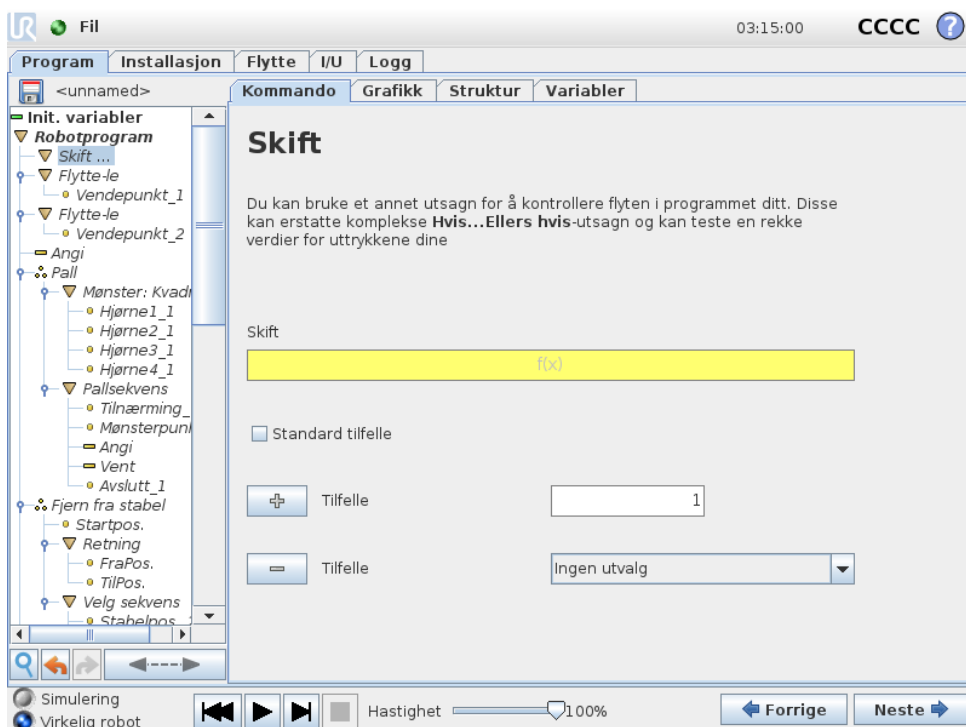 Fil
03:15:00
CCCC
?
Program Installasjon Flytte I/U Logg
<unnamed>
Kommando Grafikk Struktur Variabler
Init. variabler
Robotprogram
Skift ...
Flytte-le
Vendepunkt_1
Flytte-le
Vendepunkt_2
Angi
Pall
Mønster: Kvadr
Hjørne1_1
Hjørne2_1
Hjørne3_1
Hjørne4_1
Pallsekvens
Tilnærming_
Mønsterpunl
Angi
Vent
Avslutt_1
Fjern fra stabel
Startpos.
Retning
FraPos.
TilPos.
Velg sekvens
Stabelpos_
Skift
Du kan bruke et annet utsagn for å kontrollere flyten i programmet ditt. Disse
kan erstatte komplekse Hvis...Ellers hvis-utsagn og kan teste en rekke
verdier for uttrykkene dine
Skift
f(x)
Standard tilfelle
Tilfelle 1
Tilfelle Ingen utvalg
Simulering
Virkelig robot
Hastighet 100%
Forrige Neste